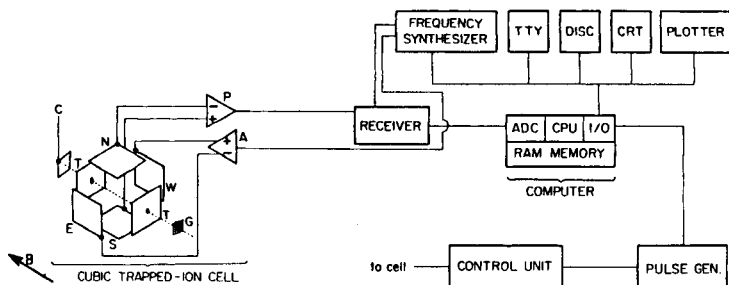 FREQUENCY
SYNTHESIZER
TTY
DISC
CRT
PLOTTER
C
P
−
+
RECEIVER
ADC
CPU
I/O
RAM MEMORY
COMPUTER
N
A
+
−
T
W
T
E
S
G
B
CUBIC TRAPPED-ION CELL
to cell
CONTROL UNIT
PULSE GEN.